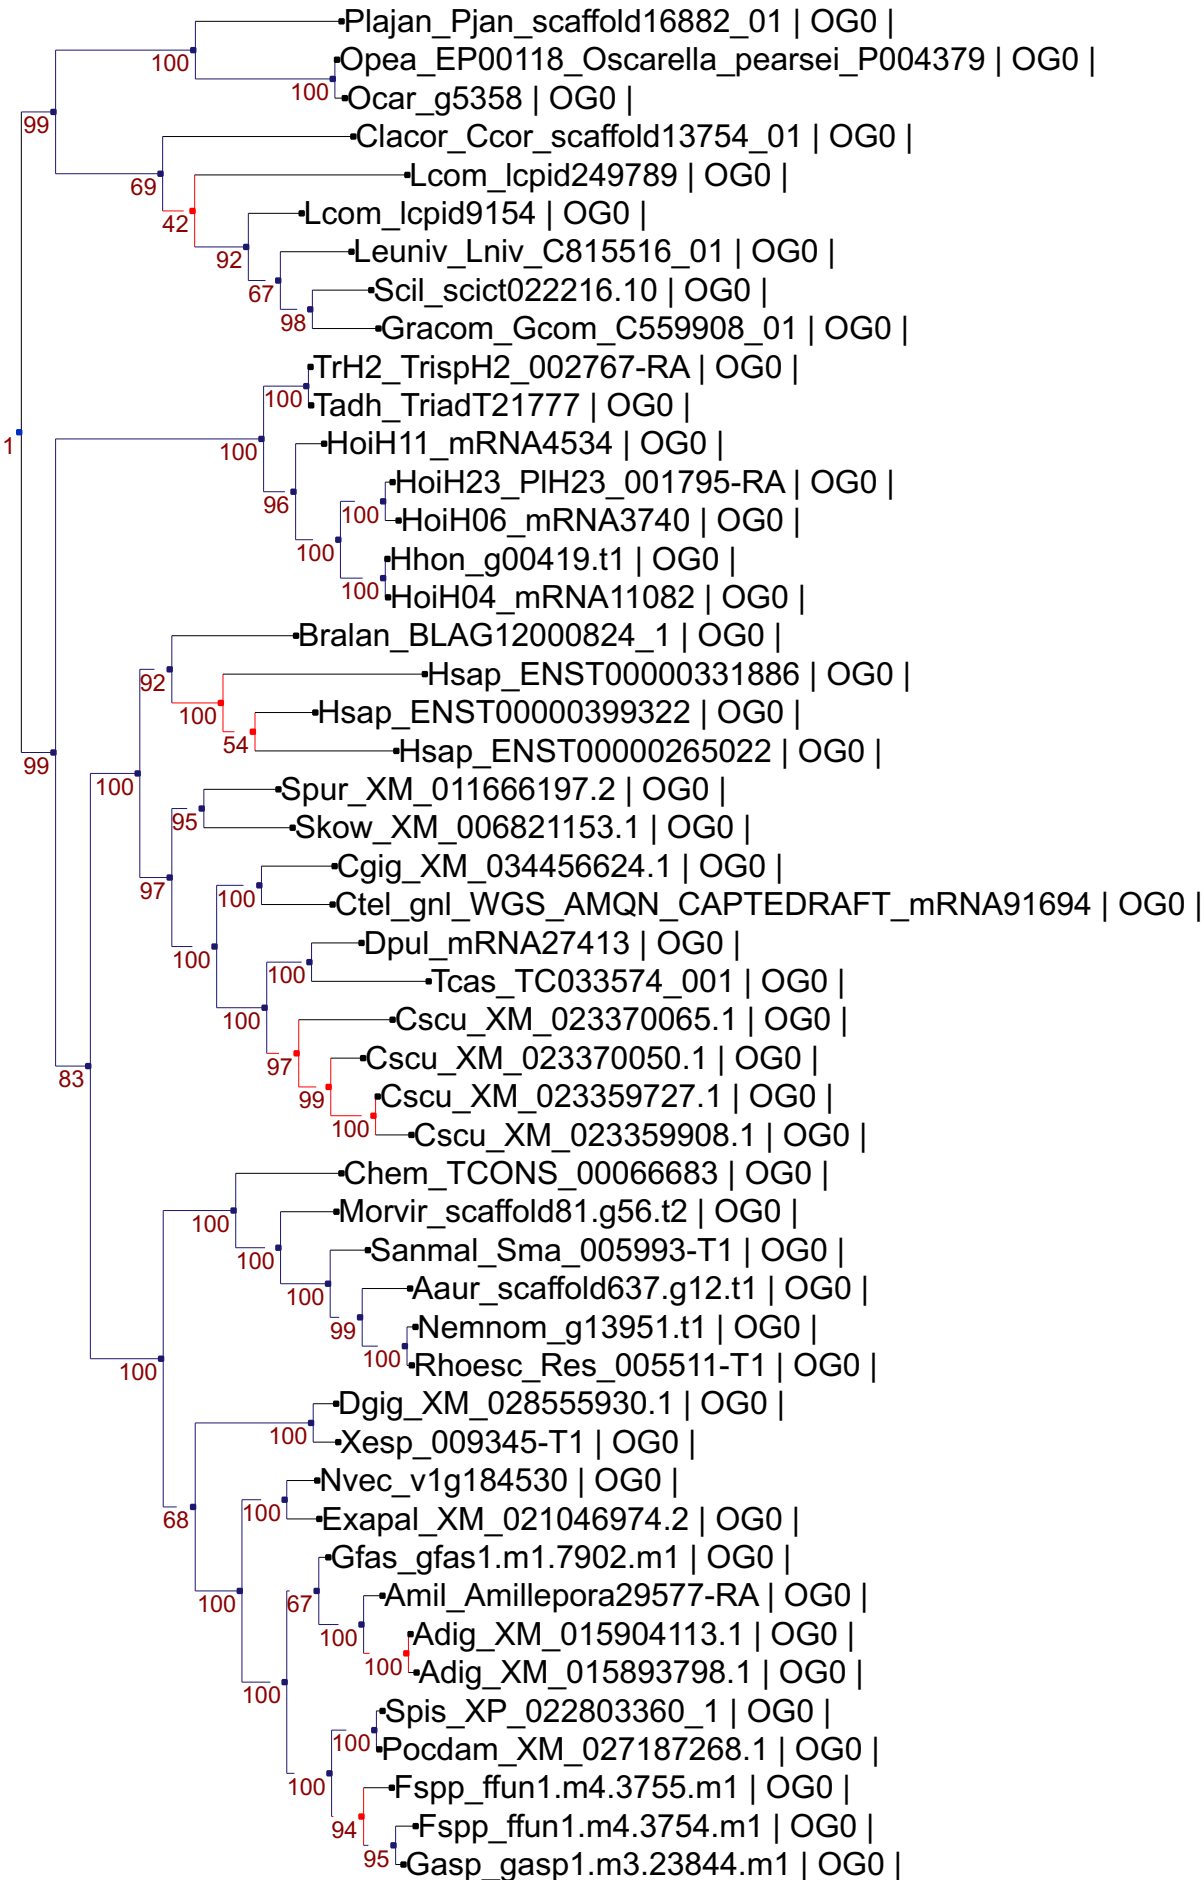 Plajan_Pjan_scaffold16882_01 | OG0 |
Opea_EP00118_Oscarella_pearsei_P004379 | OG0 |
100
100
Ocar_g5358 | OG0 |
99
Clacor_Ccor_scaffold13754_01 | OG0 |
Lcom_lcpid249789 | OG0 |
69
Lcom_lcpid9154 | OG0 |
42
Leuniv_Lniv_C815516_01 | OG0 |
92
Scil_scict022216.10 | OG0 |
67
Gracom_Gcom_C559908_01 | OG0 |
98
TrH2_TrispH2_002767-RA | OG0 |
100
Tadh_TriadT21777 | OG0 |
1
HoiH11_mRNA4534 | OG0 |
100
HoiH23_PlH23_001795-RA | OG0 |
96
100
HoiH06_mRNA3740 | OG0 |
100
Hhon_g00419.t1 | OG0 |
100
HoiH04_mRNA11082 | OG0 |
Bralan_BLAG12000824_1 | OG0 |
Hsap_ENST00000331886 | OG0 |
92
Hsap_ENST00000399322 | OG0 |
100
54
Hsap_ENST00000265022 | OG0 |
99
100
Spur_XM_011666197.2 | OG0 |
95
Skow_XM_006821153.1 | OG0 |
Cgig_XM_034456624.1 | OG0 |
97
100
Ctel_gnl_WGS_AMQN_CAPTEDRAFT_mRNA91694 | OG0 |
Dpul_mRNA27413 | OG0 |
100
100
Tcas_TC033574_001 | OG0 |
100
Cscu_XM_023370065.1 | OG0 |
Cscu_XM_023370050.1 | OG0 |
97
83
Cscu_XM_023359727.1 | OG0 |
99
100
Cscu_XM_023359908.1 | OG0 |
Chem_TCONS_00066683 | OG0 |
Morvir_scaffold81.g56.t2 | OG0 |
100
Sanmal_Sma_005993-T1 | OG0 |
100
Aaur_scaffold637.g12.t1 | OG0 |
100
Nemnom_g13951.t1 | OG0 |
99
100
Rhoesc_Res_005511-T1 | OG0 |
100
Dgig_XM_028555930.1 | OG0 |
100
Xesp_009345-T1 | OG0 |
Nvec_v1g184530 | OG0 |
100
68
Exapal_XM_021046974.2 | OG0 |
Gfas_gfas1.m1.7902.m1 | OG0 |
Amil_Amillepora29577-RA | OG0 |
67
100
Adig_XM_015904113.1 | OG0 |
100
100
Adig_XM_015893798.1 | OG0 |
100
Spis_XP_022803360_1 | OG0 |
100
Pocdam_XM_027187268.1 | OG0 |
100
Fspp_ffun1.m4.3755.m1 | OG0 |
Fspp_ffun1.m4.3754.m1 | OG0 |
94
95
Gasp_gasp1.m3.23844.m1 | OG0 |